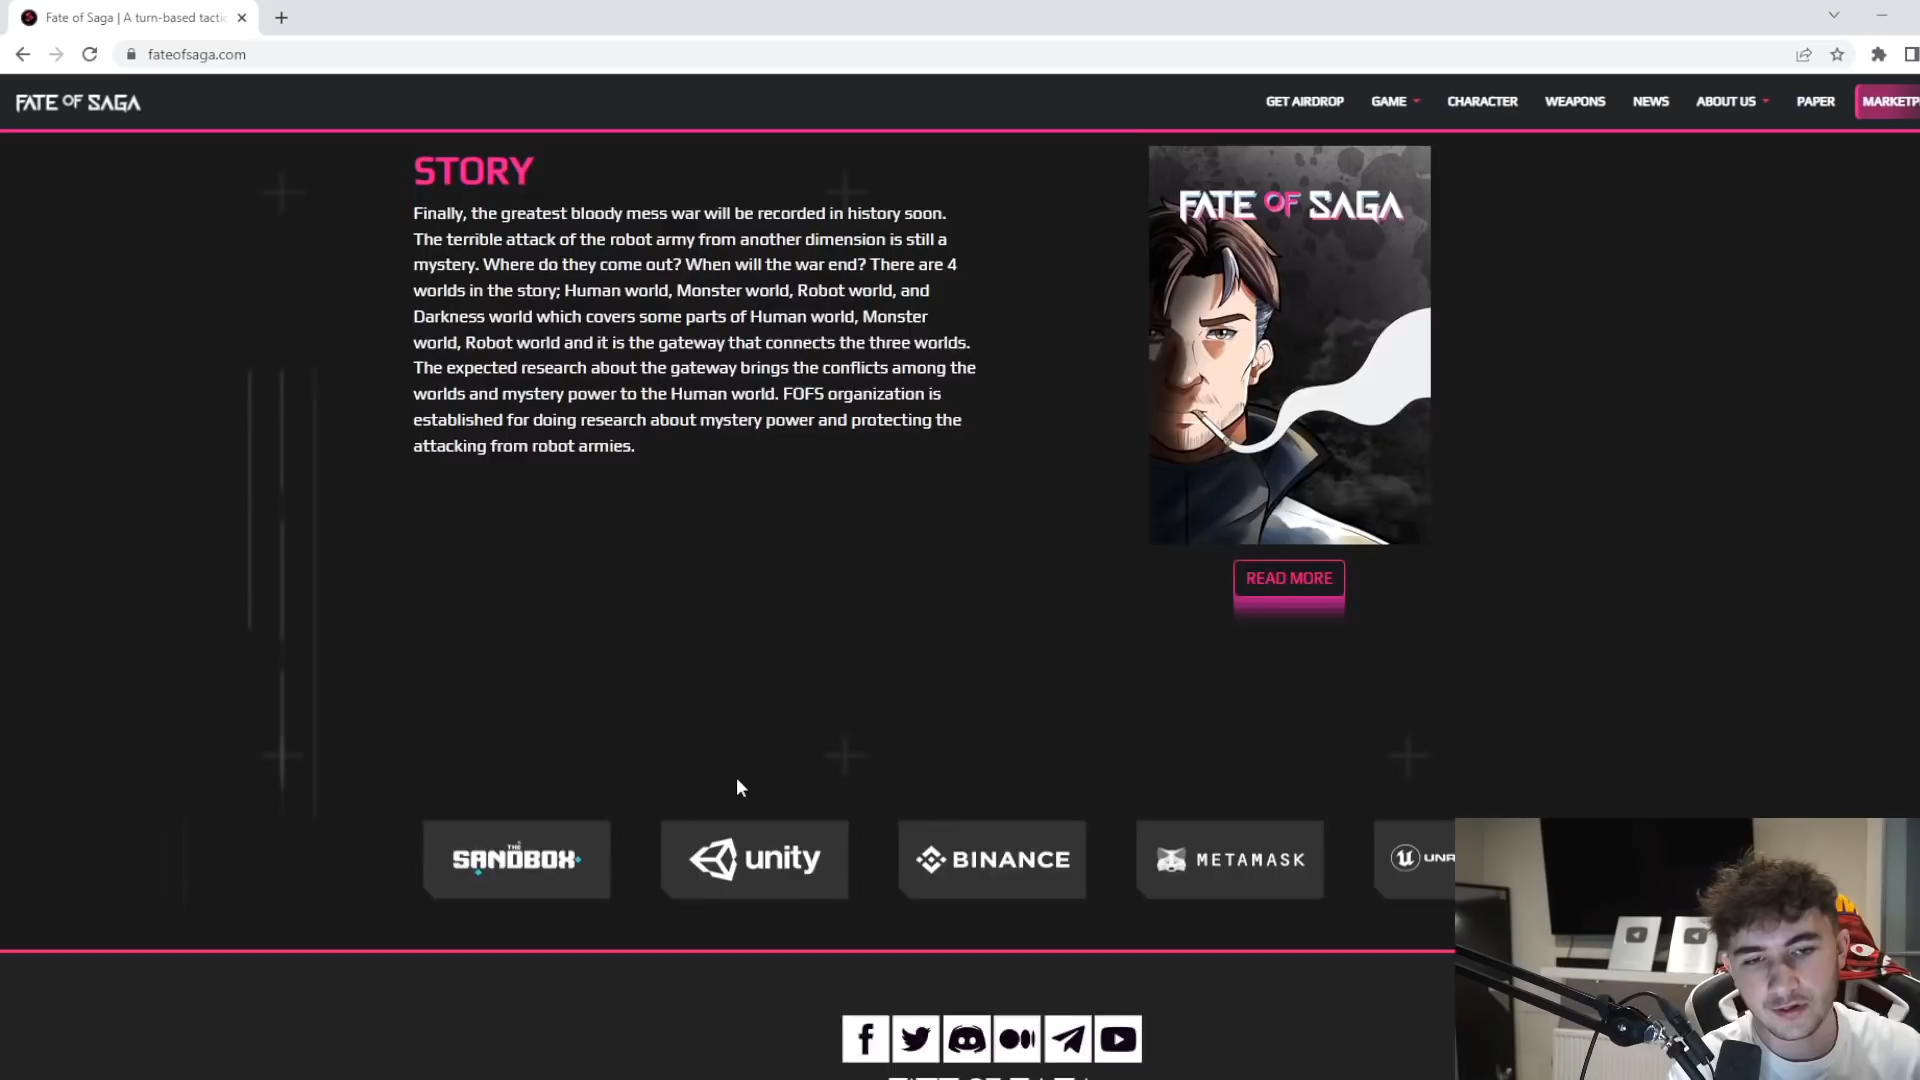 Fate of Saga | A turn-based tactic
fateofsaga.com
FATE OF SAGA
GET AIRDROP
GAME
CHARACTER
WEAPONS
NEWS
ABOUT US
PAPER
MARKETP
STORY
Finally, the greatest bloody mess war will be recorded in history soon.
The terrible attack of the robot army from another dimension is still a
mystery. Where do they come out? When will the war end? There are 4
worlds in the story; Human world, Monster world, Robot world, and
Darkness world which covers some parts of Human world, Monster
world, Robot world and it is the gateway that connects the three worlds.
The expected research about the gateway brings the conflicts among the
worlds and mystery power to the Human world. FOFS organization is
established for doing research about mystery power and protecting the
attacking from robot armies.
FATE OF SAGA
READ MORE
THE SANDBOX
unity
BINANCE
METAMASK